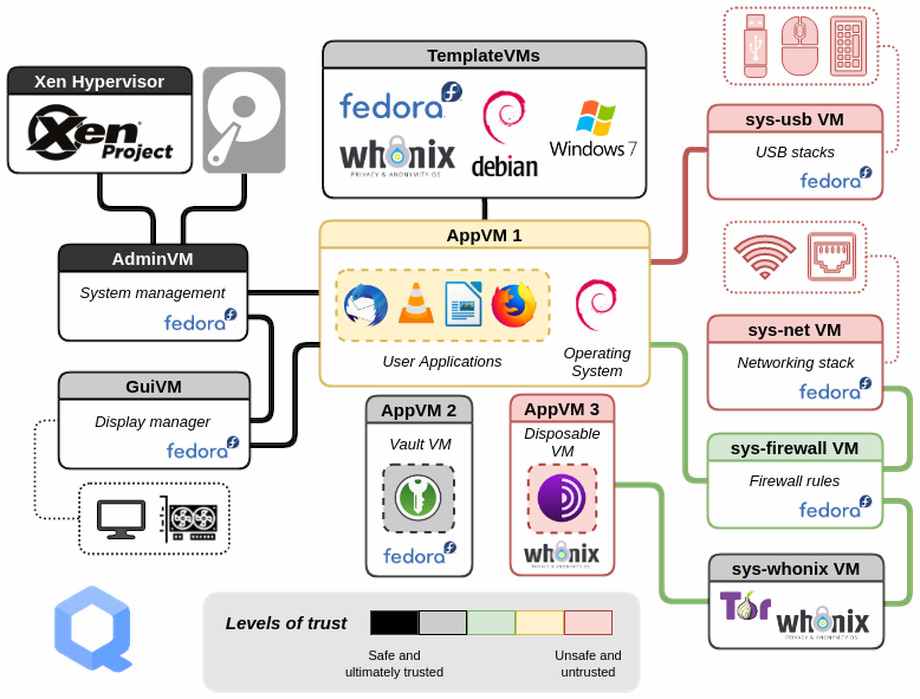 Xen Hypervisor
Xen
Project
TemplateVMs
fedora
whonix
PRIVACY & ANONYMITY OS
debian
Windows 7
sys-usb VM
USB stacks
fedora
AdminVM
System management
fedora
AppVM 1
User Applications
Operating
System
sys-net VM
Networking stack
fedora
GuiVM
Display manager
fedora
AppVM 2
Vault VM
fedora
AppVM 3
Disposable
VM
whonix
PRIVACY & ANONYMITY OS
sys-firewall VM
Firewall rules
fedora
sys-whonix VM
Tor
whonix
PRIVACY & ANONYMITY OS
Levels of trust
Safe and
ultimately trusted
Unsafe and
untrusted